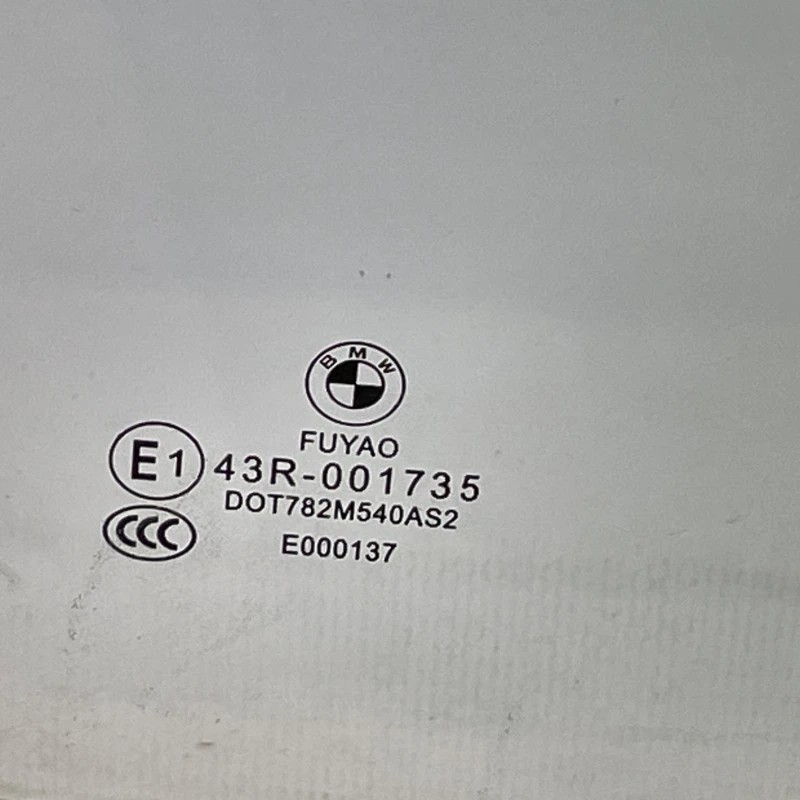 BMW
FUYAO
E1 43R-001735
DOT782M540AS2
CCC
E000137